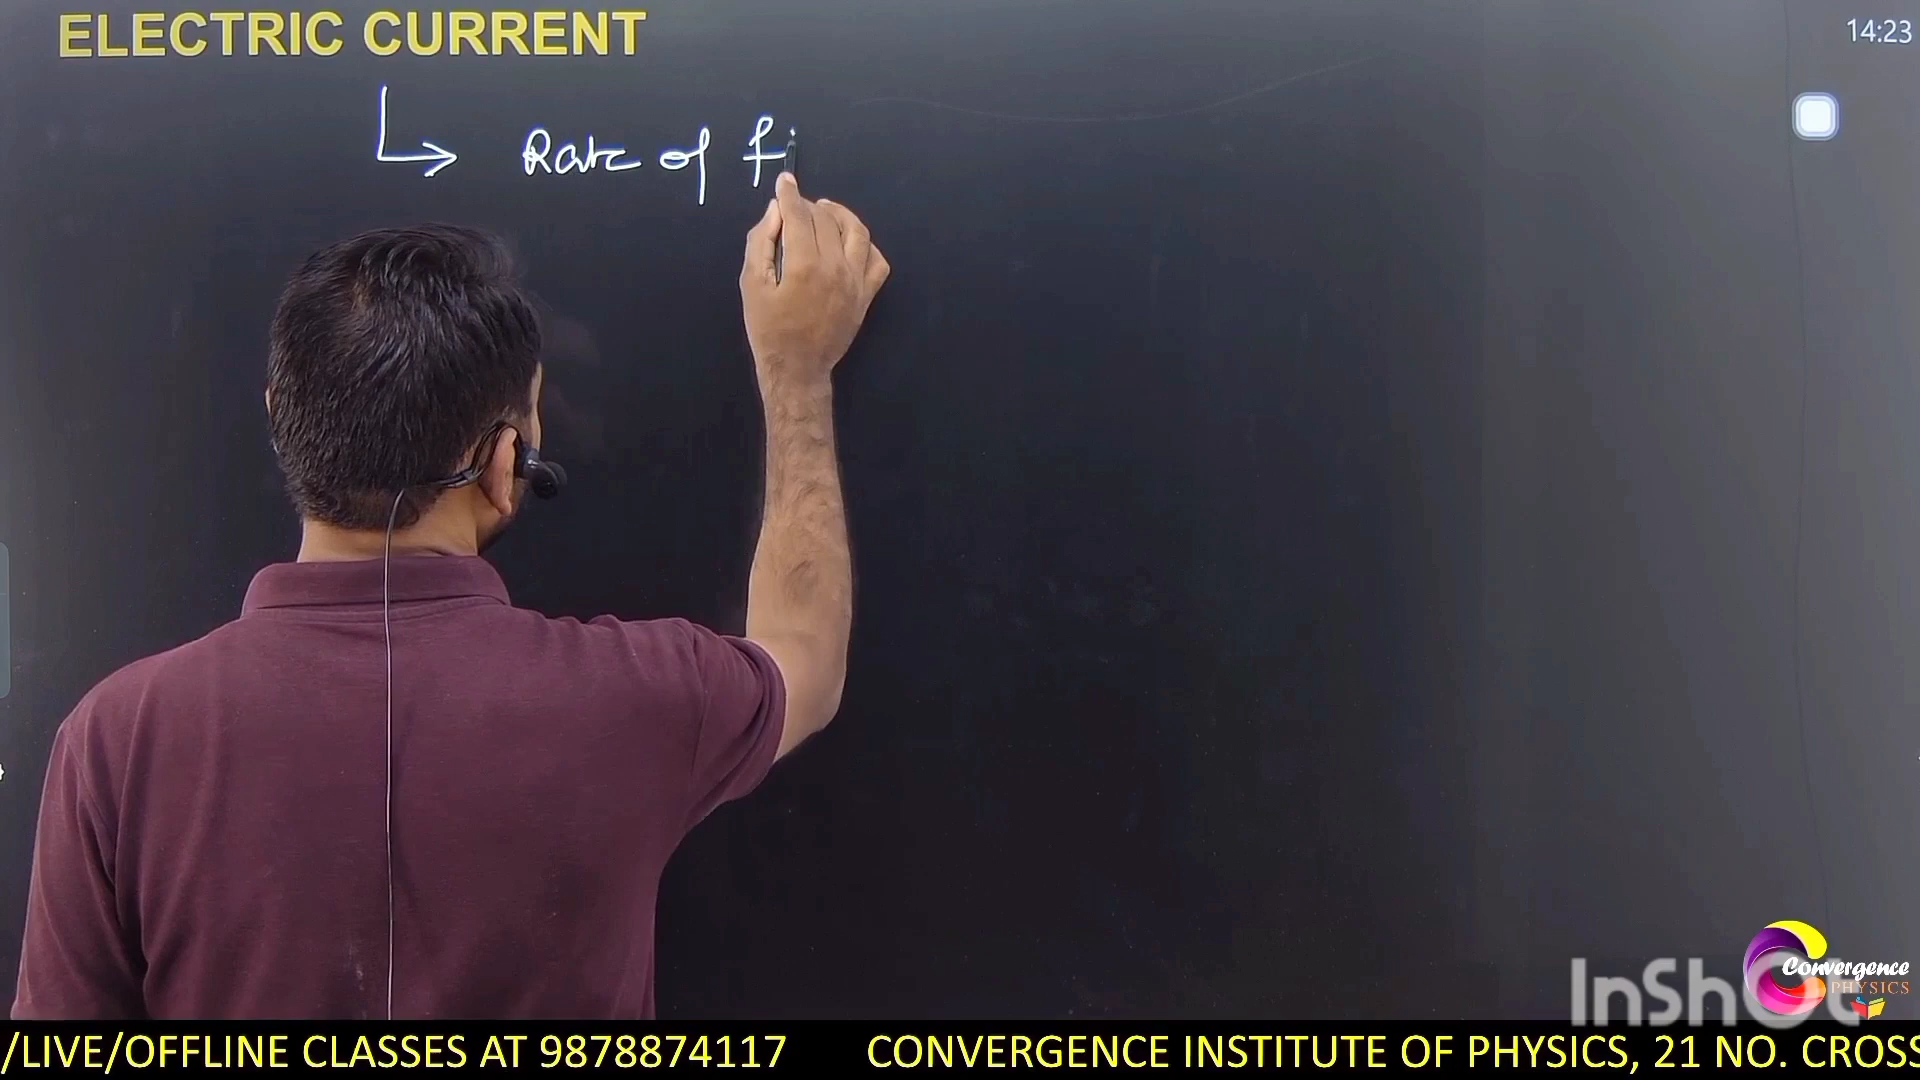 ELECTRIC CURRENT
14:23
Rate of f
InSh
Convergence
PHYSICS
/LIVE/OFFLINE CLASSES AT 9878874117 CONVERGENCE INSTITUTE OF PHYSICS, 21 NO. CROSS